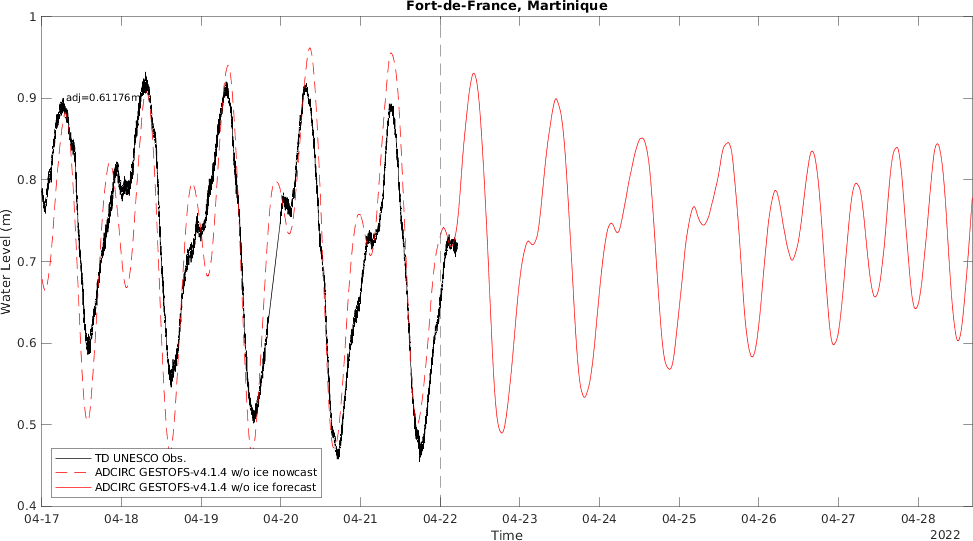 Fort-de-France, Martinique
1
0.9
0.8
0.7
0.6
0.5
0.4
Water Level (m)
adj=0.61176m
TD UNESCO Obs.
ADCIRC GESTOFS-v4.1.4 w/o ice nowcast
ADCIRC GESTOFS-v4.1.4 w/o ice forecast
04-17 04-18 04-19 04-20 04-21 04-22 04-23 04-24 04-25 04-26 04-27 04-28
Time
2022